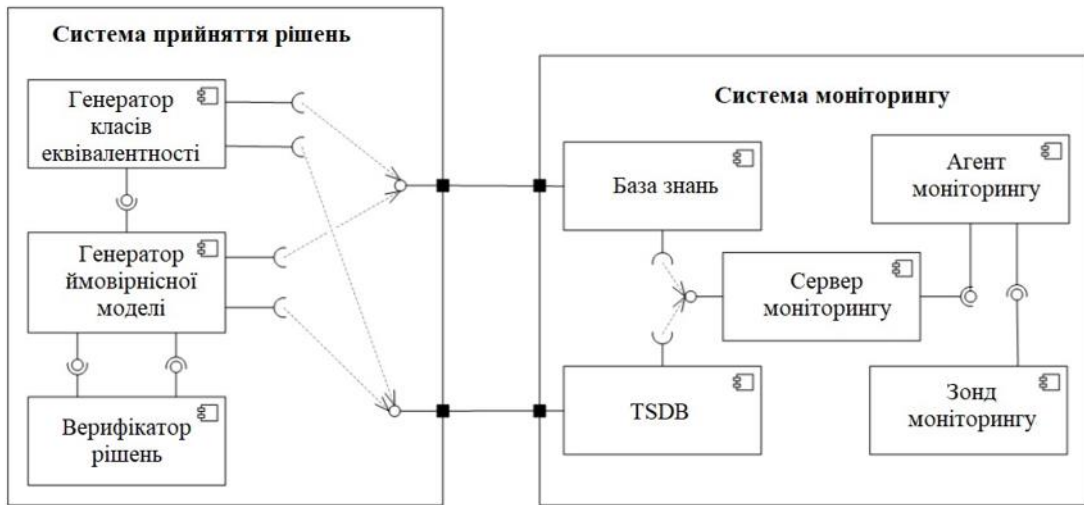 Система прийняття рішень
Генератор
класів
еквівалентності
Генератор
ймовірнісної
моделі
Верифікатор
рішень
Система моніторингу
База знань
Агент
моніторингу
Сервер
моніторингу
TSDB
Зонд
моніторингу